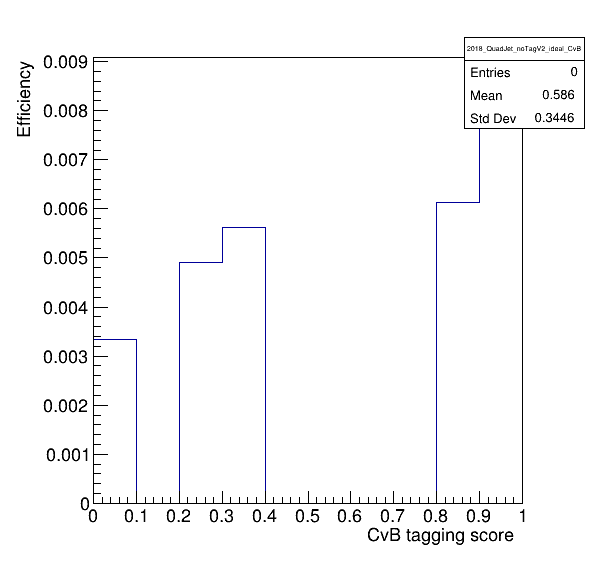 2018_QuadJet_noTagV2_ideal_CvB
Entries 0
Mean 0.586
Std Dev 0.3446
Efficiency
0.009
0.008
0.007
0.006
0.005
0.004
0.003
0.002
0.001
0
0 0.1 0.2 0.3 0.4 0.5 0.6 0.7 0.8 0.9 1
CvB tagging score